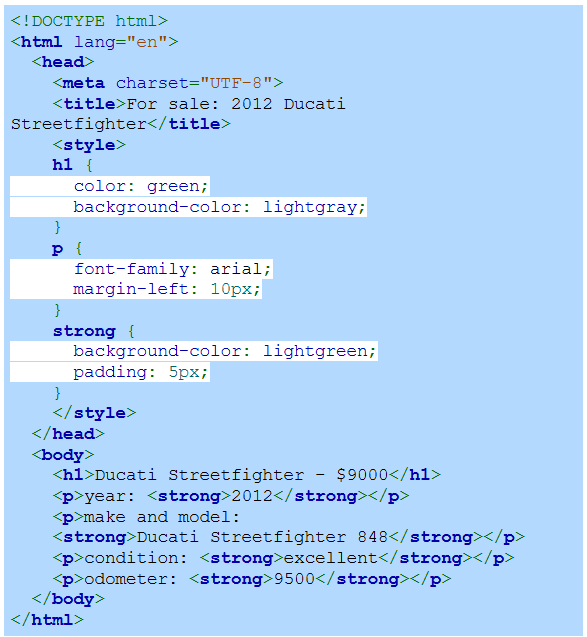 <!DOCTYPE html>
<html lang="en">
  <head>
    <meta charset="UTF-8">
    <title>For sale: 2012 Ducati
Streetfighter</title>
    <style>
    h1 {
      color: green;
      background-color: lightgray;
    }
    p {
      font-family: arial;
      margin-left: 10px;
    }
    strong {
      background-color: lightgreen;
      padding: 5px;
    }
    </style>
  </head>
  <body>
    <h1>Ducati Streetfighter - $9000</h1>
    <p>year: <strong>2012</strong></p>
    <p>make and model:
    <strong>Ducati Streetfighter 848</strong></p>
    <p>condition: <strong>excellent</strong></p>
    <p>odometer: <strong>9500</strong></p>
  </body>
</html>